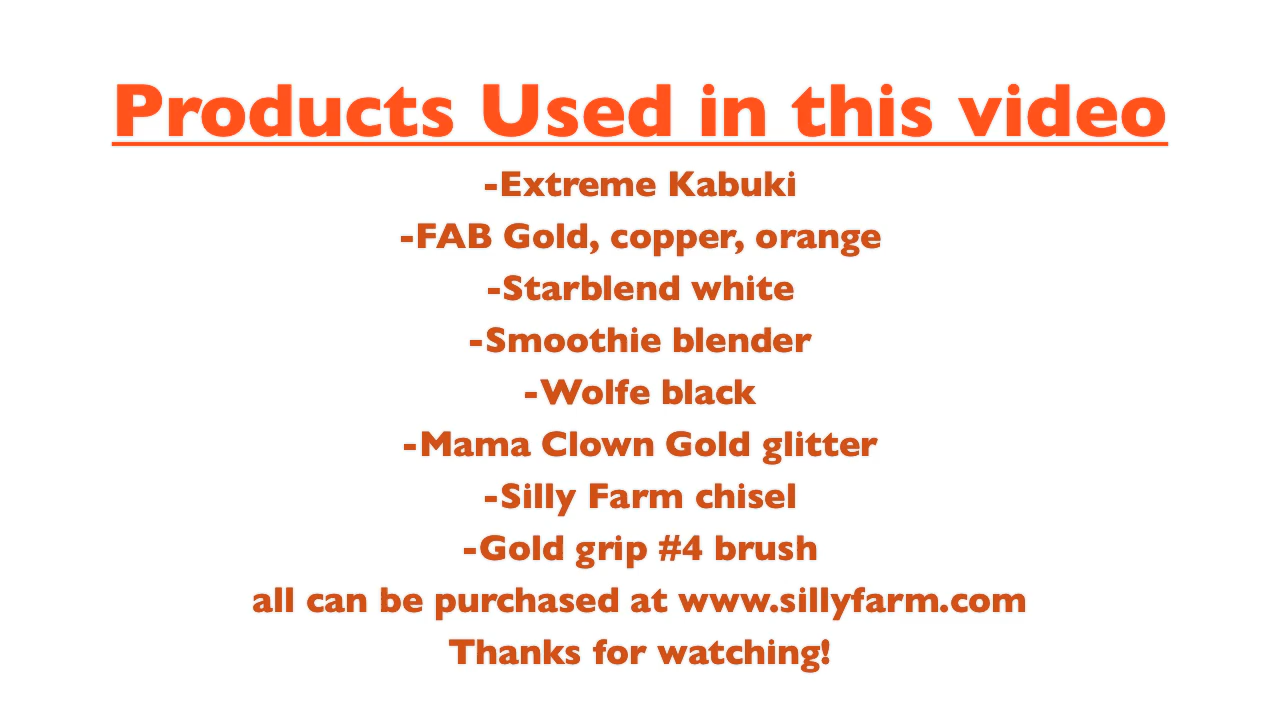 Products Used in this video
-Extreme Kabuki
-FAB Gold, copper, orange
-Starblend white
-Smoothie blender
-Wolfe black
-Mama Clown Gold glitter
-Silly Farm chisel
-Gold grip #4 brush
all can be purchased at www.sillyfarm.com
Thanks for watching!